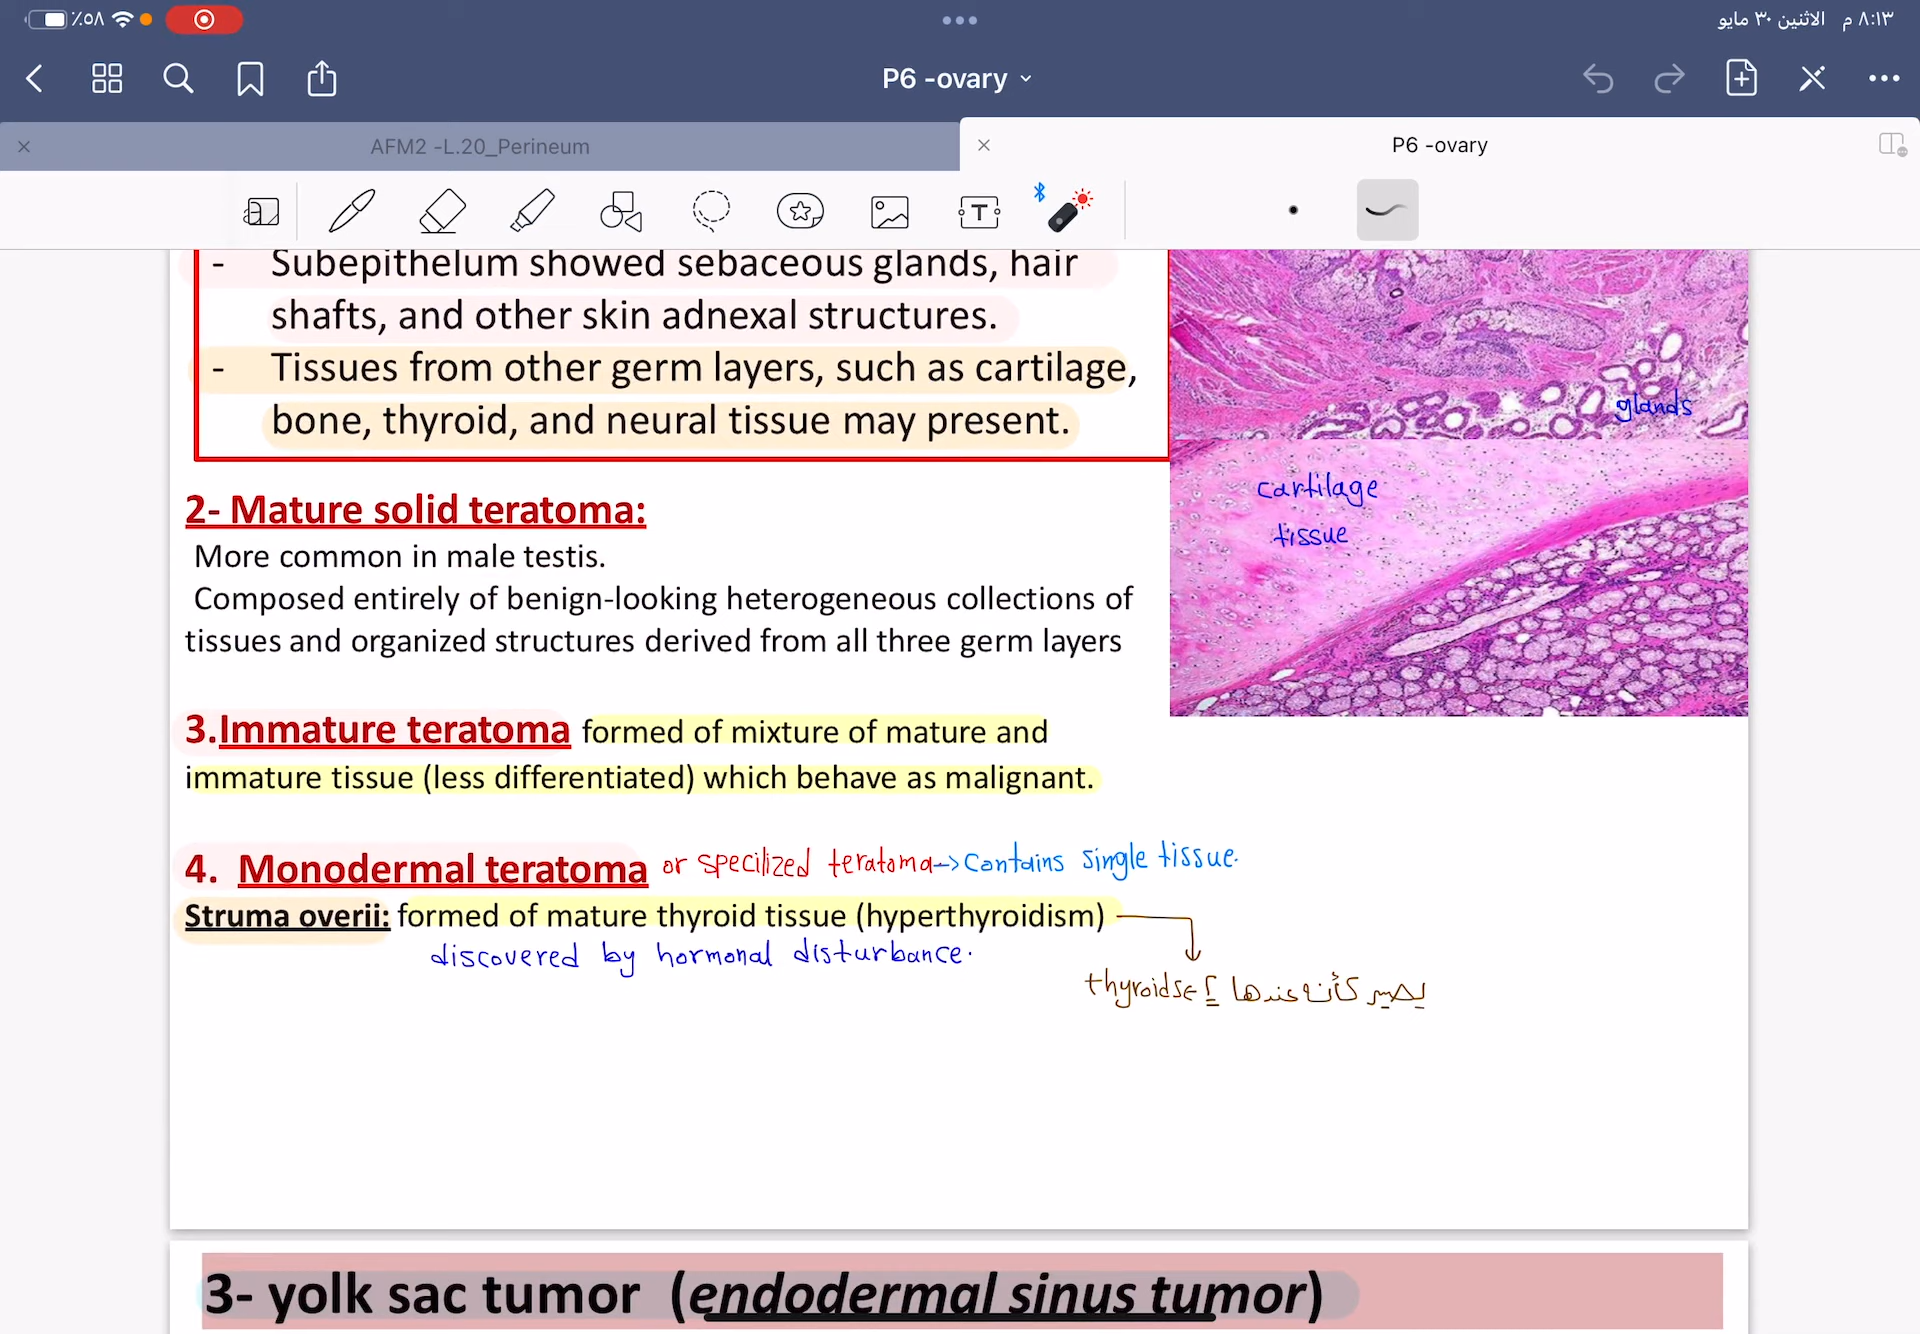 ٪٥٨
٨:١٣ م الاثنين ٣٠ مايو
P6 -ovary
AFM2 -L.20_Perineum
P6 -ovary
T
- Subepithelum showed sebaceous glands, hair
shafts, and other skin adnexal structures.
- Tissues from other germ layers, such as cartilage,
bone, thyroid, and neural tissue may present.
glands
cartilage
tissue
2- Mature solid teratoma:
More common in male testis.
Composed entirely of benign-looking heterogeneous collections of
tissues and organized structures derived from all three germ layers
3.Immature teratoma formed of mixture of mature and
immature tissue (less differentiated) which behave as malignant.
4. Monodermal teratoma or specilized teratoma -> Contains single tissue.
Struma overii: formed of mature thyroid tissue (hyperthyroidism)
discovered by hormonal disturbance.
يصير كأنه عندها
3- yolk sac tumor (endodermal sinus tumor)